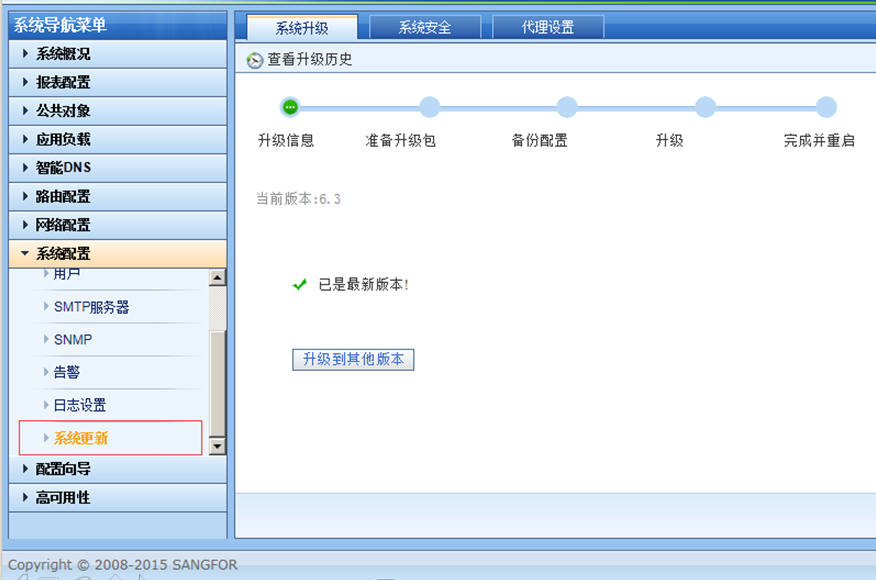 系统导航菜单
系统概况
报表配置
公共对象
应用负载
智能DNS
路由配置
网络配置
系统配置
用户
SMTP服务器
SNMP
告警
日志设置
系统更新
配置向导
高可用性
系统升级 系统安全 代理设置
查看升级历史
升级信息 准备升级包 备份配置 升级 完成并重启
当前版本:6.3
已是最新版本!
升级到其他版本
Copyright © 2008-2015 SANGFOR